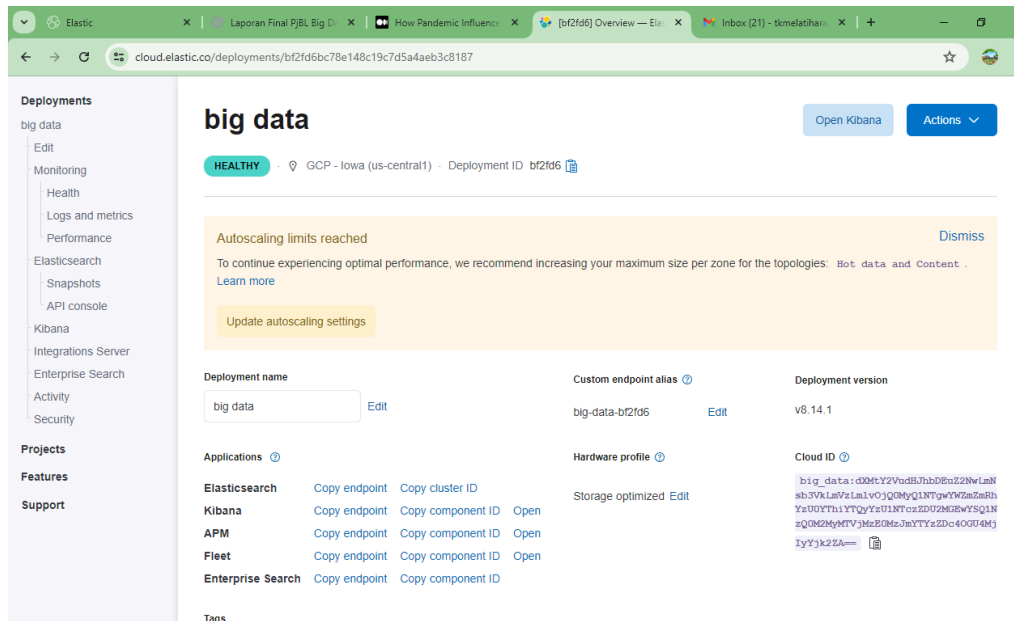 Elastic
Laporan Final PjBL Big D
How Pandemic Influence
[bf2fd6] Overview — Elas
Inbox (21) - tkmelatihara
cloud.elastic.co/deployments/bf2fd6bc78e148c19c7d5a4aeb3c8187
Deployments
big data
Edit
Monitoring
Health
Logs and metrics
Performance
Elasticsearch
Snapshots
API console
Kibana
Integrations Server
Enterprise Search
Activity
Security
Projects
Features
Support
big data
Open Kibana
Actions
HEALTHY · GCP - Iowa (us-central1) · Deployment ID bf2fd6
Autoscaling limits reached
Dismiss
To continue experiencing optimal performance, we recommend increasing your maximum size per zone for the topologies: Hot data and Content .
Learn more
Update autoscaling settings
Deployment name
big data Edit
Custom endpoint alias
big-data-bf2fd6 Edit
Deployment version
v8.14.1
Applications
Elasticsearch Copy endpoint Copy cluster ID
Kibana Copy endpoint Copy component ID Open
APM Copy endpoint Copy component ID Open
Fleet Copy endpoint Copy component ID Open
Enterprise Search Copy endpoint Copy component ID
Hardware profile
Storage optimized Edit
Cloud ID
Tags